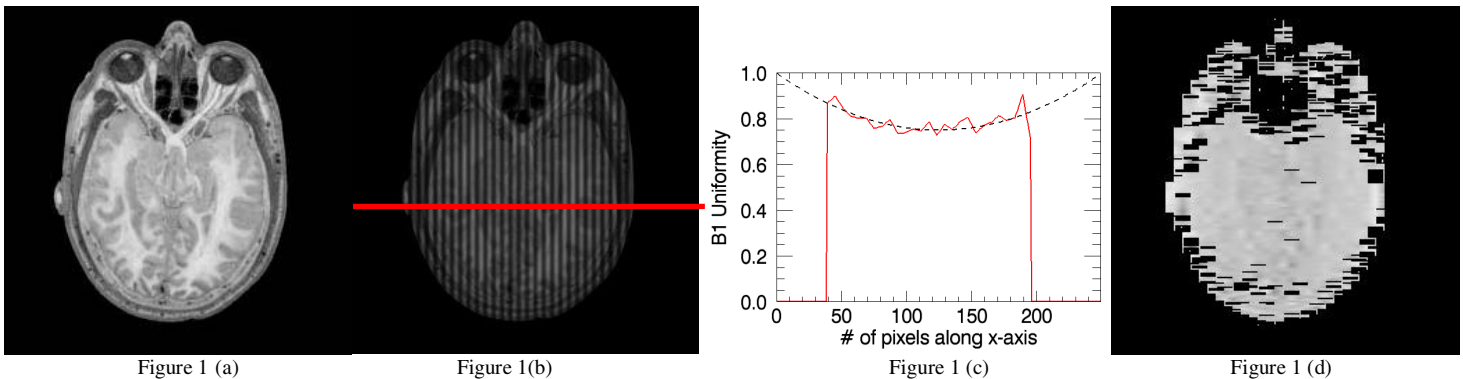 1.0
0.8
0.6
0.4
0.2
0.0
B1 Uniformity
0 50 100 150 200
# of pixels along x-axis
Figure 1 (a) Figure 1(b) Figure 1 (c) Figure 1 (d)